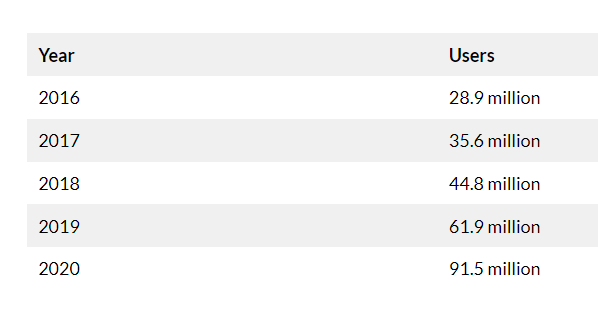 Year Users
2016 28.9 million
2017 35.6 million
2018 44.8 million
2019 61.9 million
2020 91.5 million